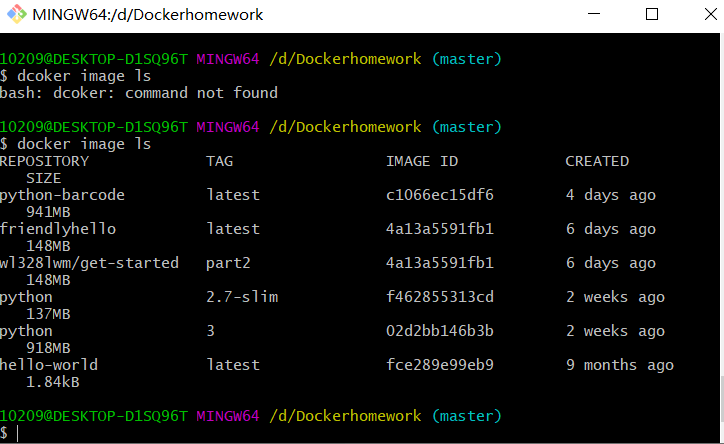 MINGW64:/d/Dockerhomework
10209@DESKTOP-D1SQ96T MINGW64 /d/Dockerhomework (master)
$ dcoker image ls
bash: dcoker: command not found
10209@DESKTOP-D1SQ96T MINGW64 /d/Dockerhomework (master)
$ docker image ls
REPOSITORY TAG IMAGE ID CREATED
SIZE
python-barcode latest c1066ec15df6 4 days ago
941MB
friendlyhello latest 4a13a5591fb1 6 days ago
148MB
wl328lwm/get-started part2 4a13a5591fb1 6 days ago
148MB
python 2.7-slim f462855313cd 2 weeks ago
137MB
python 3 02d2bb146b3b 2 weeks ago
918MB
hello-world latest fce289e99eb9 9 months ago
1.84kB
10209@DESKTOP-D1SQ96T MINGW64 /d/Dockerhomework (master)
$